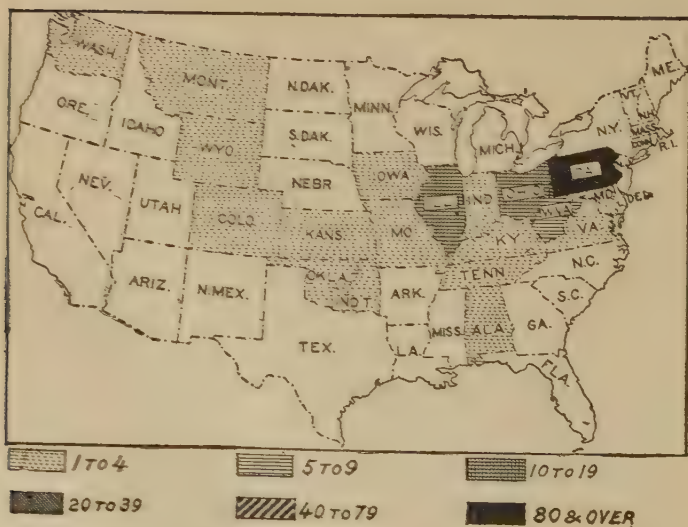 WASH.
MONT.
N.DAK.
MINN.
ME.
VT.
N.H.
ORE.
IDAHO
WYO.
S.DAK.
WIS.
MICH.
N.Y.
MASS.
R.I.
NEBR.
IOWA
NEV.
UTAH
COLO.
IND.
MD.
DEL.
CAL.
KANS.
MO.
KY.
W.VA.
VA.
ARIZ.
N.MEX.
OKLA.
IND.T.
ARK.
TENN.
N.C.
S.C.
TEX.
LA.
MISS.
ALA.
GA.
FLA.
1 TO 4
5 TO 9
10 TO 19
20 TO 39
40 TO 79
80 & OVER